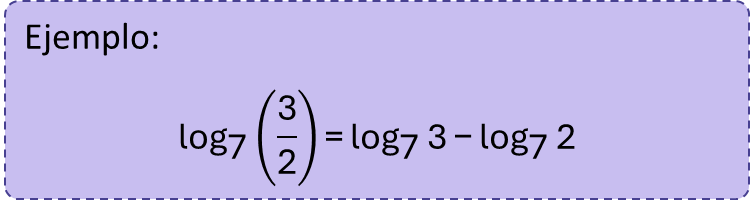 Ejemplo:
log₇ (3/2) = log₇ 3 − log₇ 2